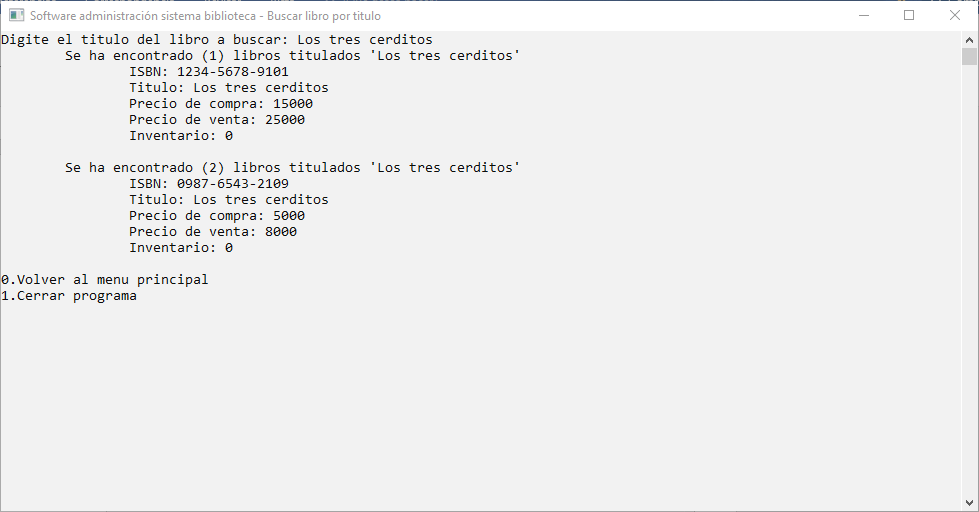 Software administración sistema biblioteca - Buscar libro por titulo
Digite el titulo del libro a buscar: Los tres cerditos
Se ha encontrado (1) libros titulados 'Los tres cerditos'
ISBN: 1234-5678-9101
Titulo: Los tres cerditos
Precio de compra: 15000
Precio de venta: 25000
Inventario: 0
Se ha encontrado (2) libros titulados 'Los tres cerditos'
ISBN: 0987-6543-2109
Titulo: Los tres cerditos
Precio de compra: 5000
Precio de venta: 8000
Inventario: 0
0.Volver al menu principal
1.Cerrar programa